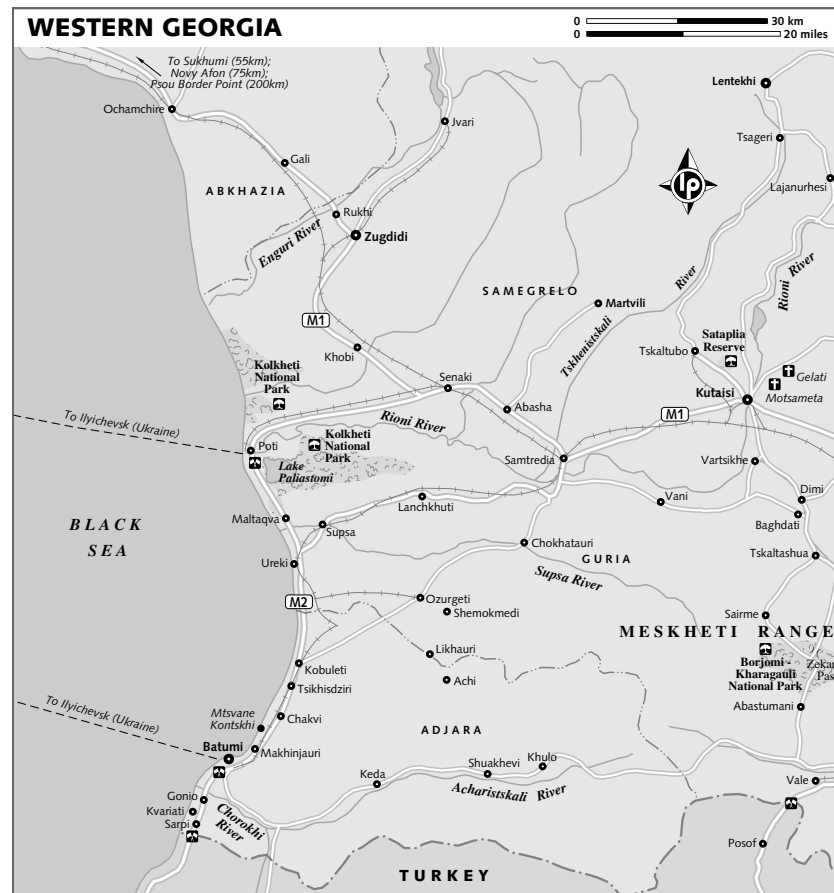 WESTERN GEORGIA
0 30 km
0 20 miles
To Sukhumi (55km);
Novy Afon (75km);
Psou Border Point (200km)
Lentekhi
Ochamchire
Jvari
Tsageri
Gali
lp
ABKHAZIA
Lajanurhesi
Rukhi
Enguri River
Zugdidi
Rioni River
River
SAMEGRELO
Martvili
M1
Tskhenistskali
Sataplia
Reserve
Tskaltubo
Khobi
Kolkheti
National
Park
Gelati
Senaki
Motsameta
Kutaisi
Abasha
M1
To Ilyichevsk (Ukraine)
Rioni River
Kolkheti
National
Park
Poti
Samtredia
Vartsikhe
Lake
Paliastomi
Lanchkhuti
Vani
Dimi
Maltaqva
Supsa
Baghdati
BLACK
SEA
Chokhatauri
GURIA
Tskaltashua
Ureki
Supsa River
M2
Ozurgeti
Shemokmedi
Sairme
MESKHETI RANGE
Likhauri
Kobuleti
Borjomi -
Kharagauli
National Park
Zekar
Pas
Achi
Tsikhisdziri
To Ilyichevsk (Ukraine)
Abastumani
Mtsvane
Kontskhi
Chakvi
ADJARA
Batumi
Makhinjauri
Shuakhevi
Khulo
Keda
Vale
Acharistskali River
Gonio
Kvariati
Chorokhi
River
Sarpi
Posof
TURKEY